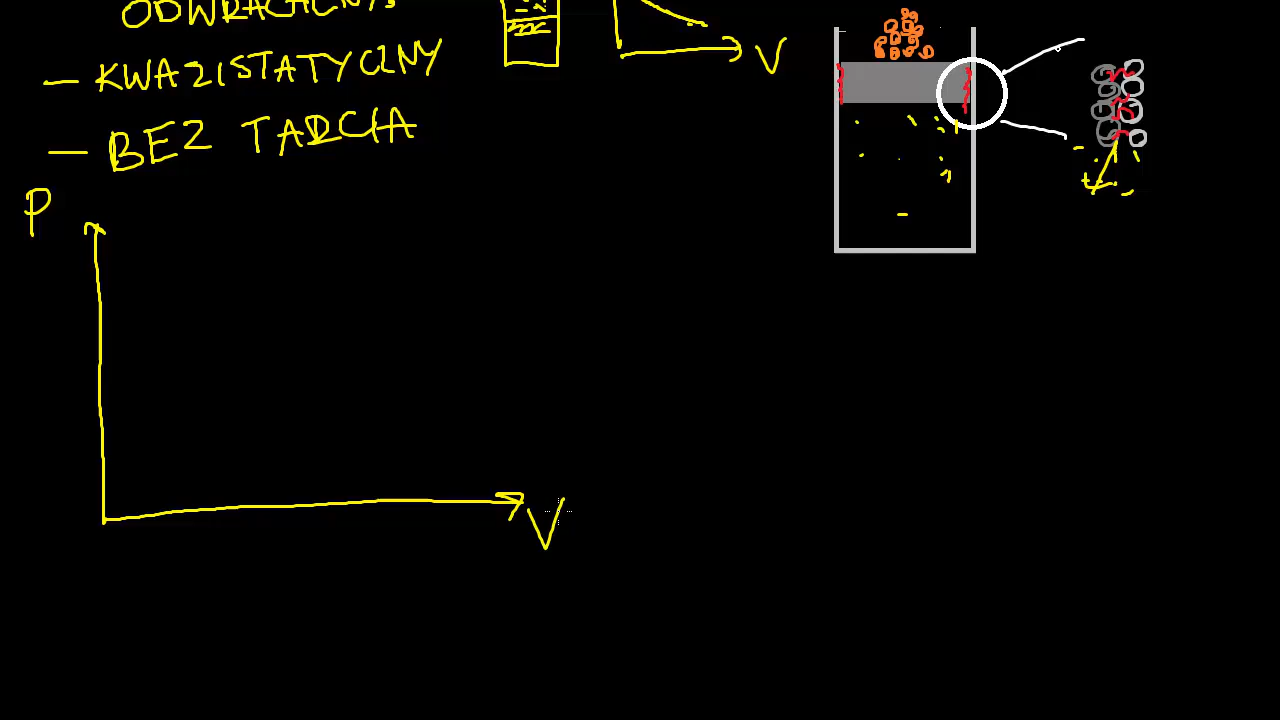 ODWRACALNY:
- KWAZISTATYCZNY
- BEZ TARCIA
V
P
V